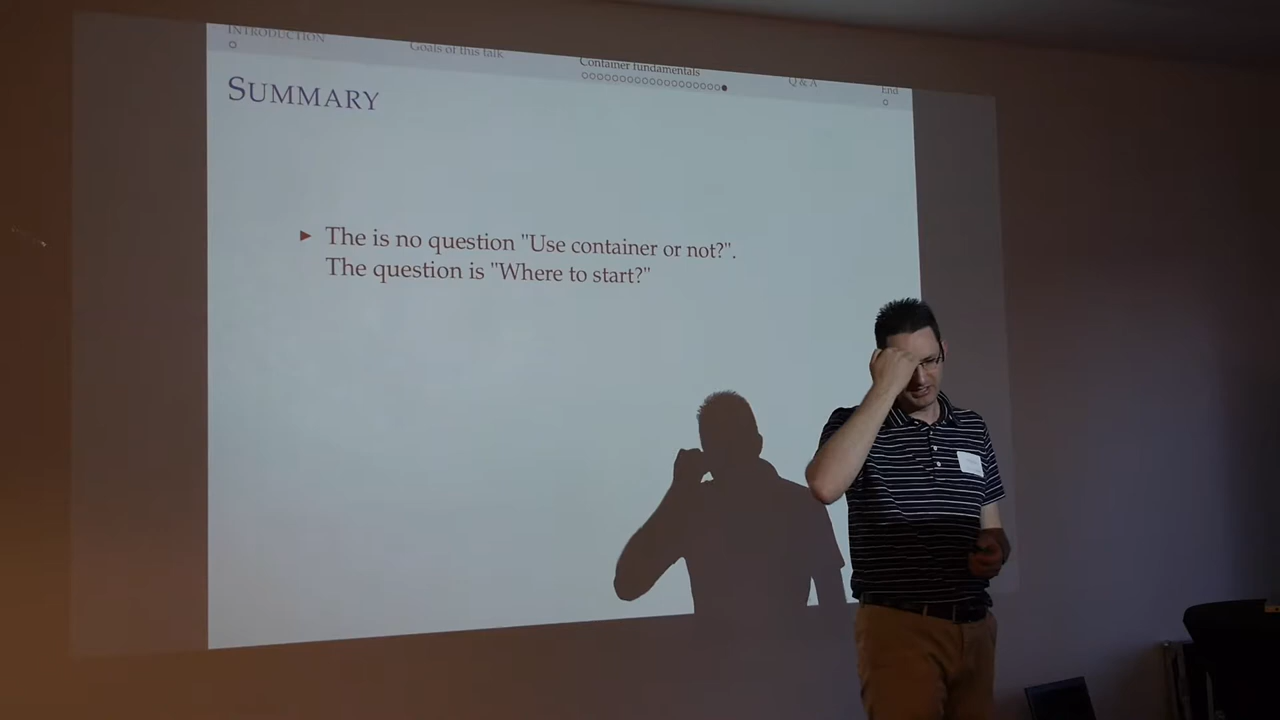 INTRODUCTION
Goals of this talk
Container fundamentals
Q & A
End
SUMMARY
The is no question "Use container or not?".
The question is "Where to start?"